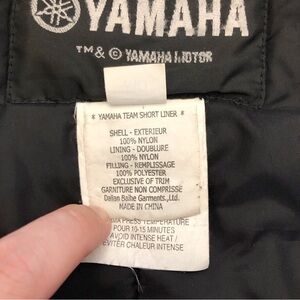 YAMAHA
TM & © YAMAHA MOTOR
* YAMAHA TEAM SHORT LINER *
SHELL - EXTERIEUR
100% NYLON
LINING - DOUBLURE
100% NYLON
FILLING - REMPLISSAGE
100% POLYESTER
EXCLUSIVE OF TRIM
GARNITURE NON COMPRISE
Dalian Baihe Garments.,Ltd.
MADE IN CHINA
PRESS TEMPERATURE
POUR 10-15 MINUTES
AVOID INTENSE HEAT /
EVITER CHALEUR INTENSE